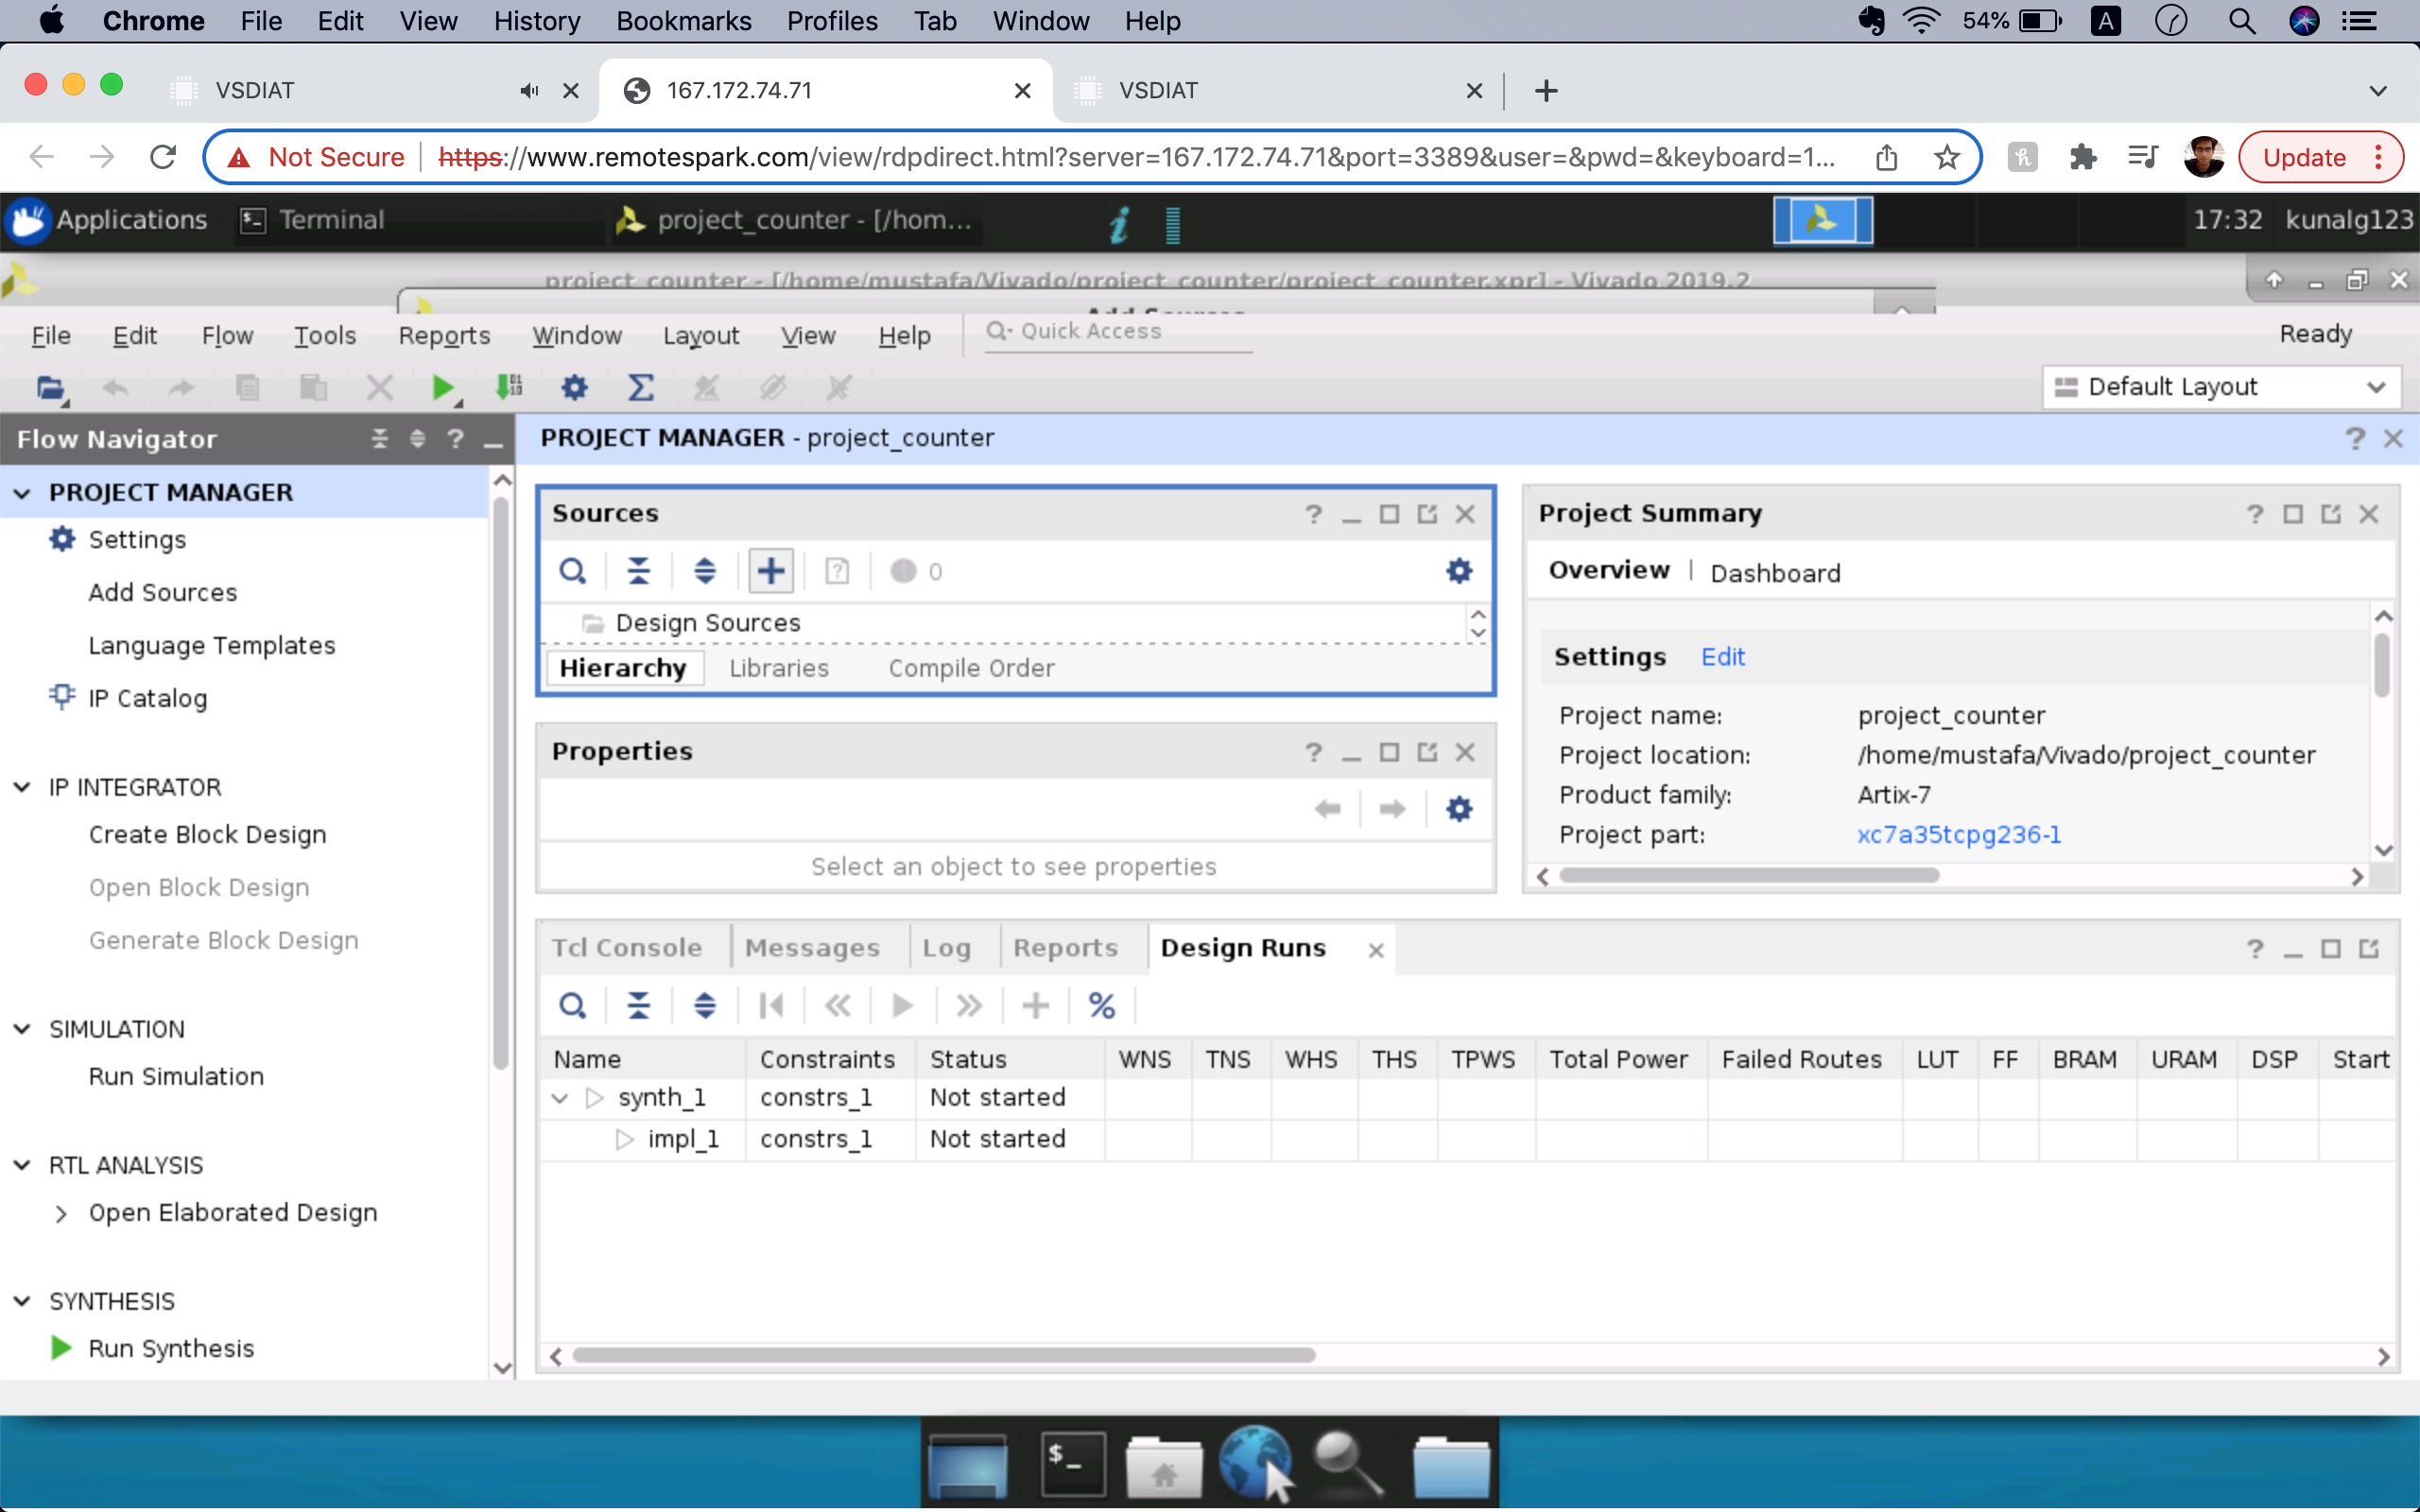 Chrome File Edit View History Bookmarks Profiles Tab Window Help 54% A
VSDIAT 167.172.74.71 VSDIAT
Not Secure https://www.remotespark.com/view/rdpdirect.html?server=167.172.74.71&port=3389&user=&pwd=&keyboard=1... Update
Applications Terminal project_counter - [/hom... 17:32 kunalg123
project_counter - [/home/mustafa/Vivado/project_counter/project_counter.xpr] - Vivado 2019.2
Add Sources
File Edit Flow Tools Reports Window Layout View Help Quick Access Ready
Default Layout
Flow Navigator
PROJECT MANAGER - project_counter
PROJECT MANAGER
Settings
Add Sources
Language Templates
IP Catalog
IP INTEGRATOR
Create Block Design
Open Block Design
Generate Block Design
SIMULATION
Run Simulation
RTL ANALYSIS
Open Elaborated Design
SYNTHESIS
Run Synthesis
Sources
0
Design Sources
Hierarchy Libraries Compile Order
Properties
Select an object to see properties
Project Summary
Overview | Dashboard
Settings Edit
Project name: project_counter
Project location: /home/mustafa/Vivado/project_counter
Product family: Artix-7
Project part: xc7a35tcpg236-1
Tcl Console Messages Log Reports Design Runs
Name Constraints Status WNS TNS WHS THS TPWS Total Power Failed Routes LUT FF BRAM URAM DSP Start
synth_1 constrs_1 Not started
impl_1 constrs_1 Not started